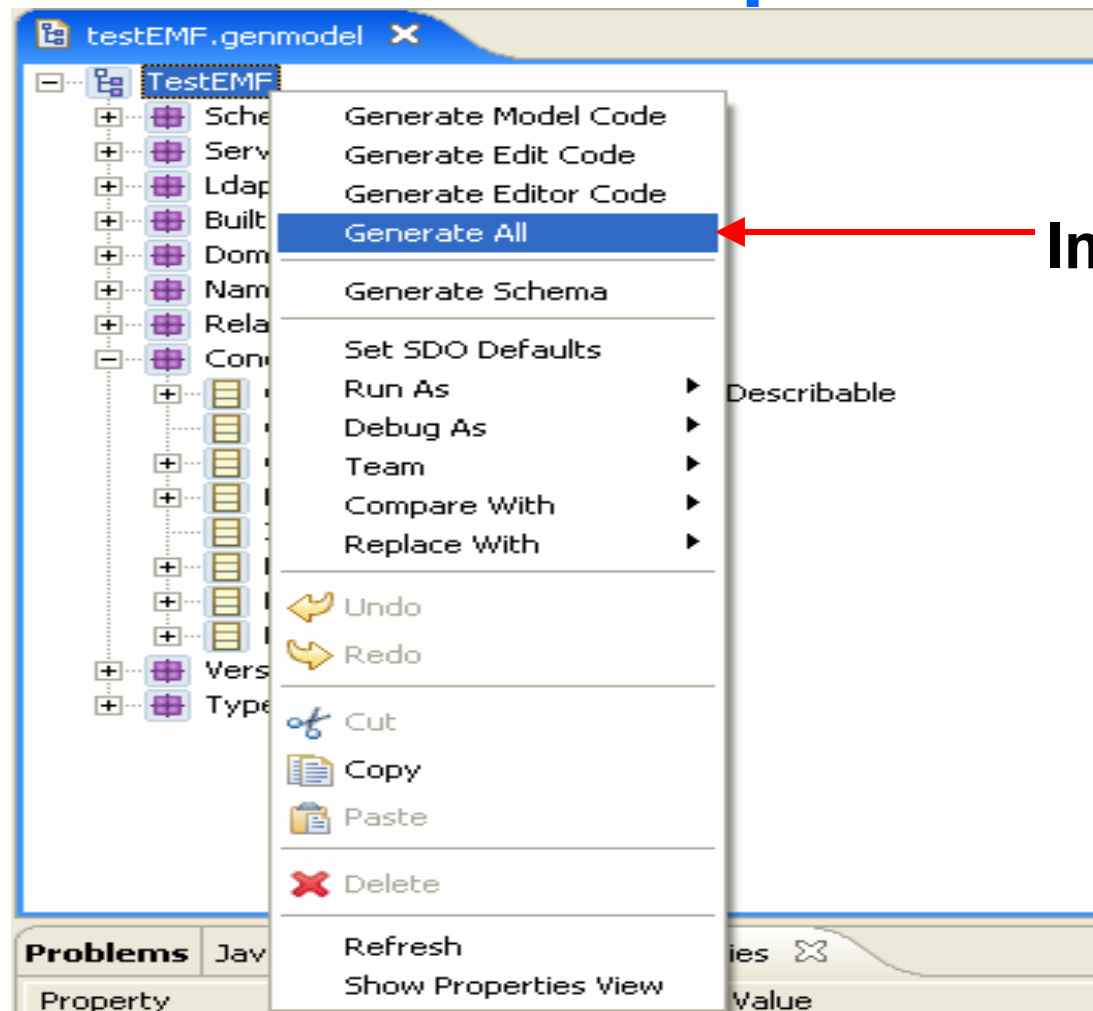 testEMF.genmodel
TestEMF
Sche
Generate Model Code
Serv
Generate Edit Code
Ldap
Generate Editor Code
Built
Generate All
In
Dom
Nam
Generate Schema
Rela
Set SDO Defaults
Run As
Describable
Debug As
Team
Compare With
Replace With
Undo
Vers
Redo
Type
Cut
Copy
Paste
Delete
Problems
Jav
Refresh
ies
Property
Show Properties View
Value